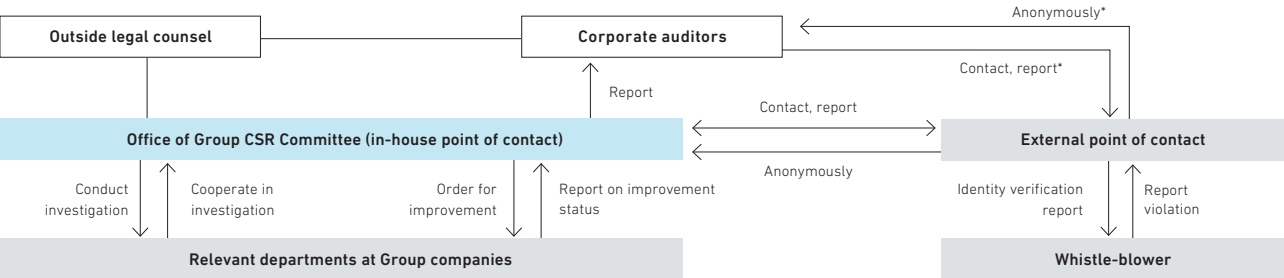 Anonymously*
Outside legal counsel
Corporate auditors
Contact, report*
Report
Contact, report
Office of Group CSR Committee (in-house point of contact)
External point of contact
Anonymously
Conduct
investigation
Cooperate in
investigation
Order for
improvement
Report on improvement
status
Identity verification
report
Report
violation
Relevant departments at Group companies
Whistle-blower